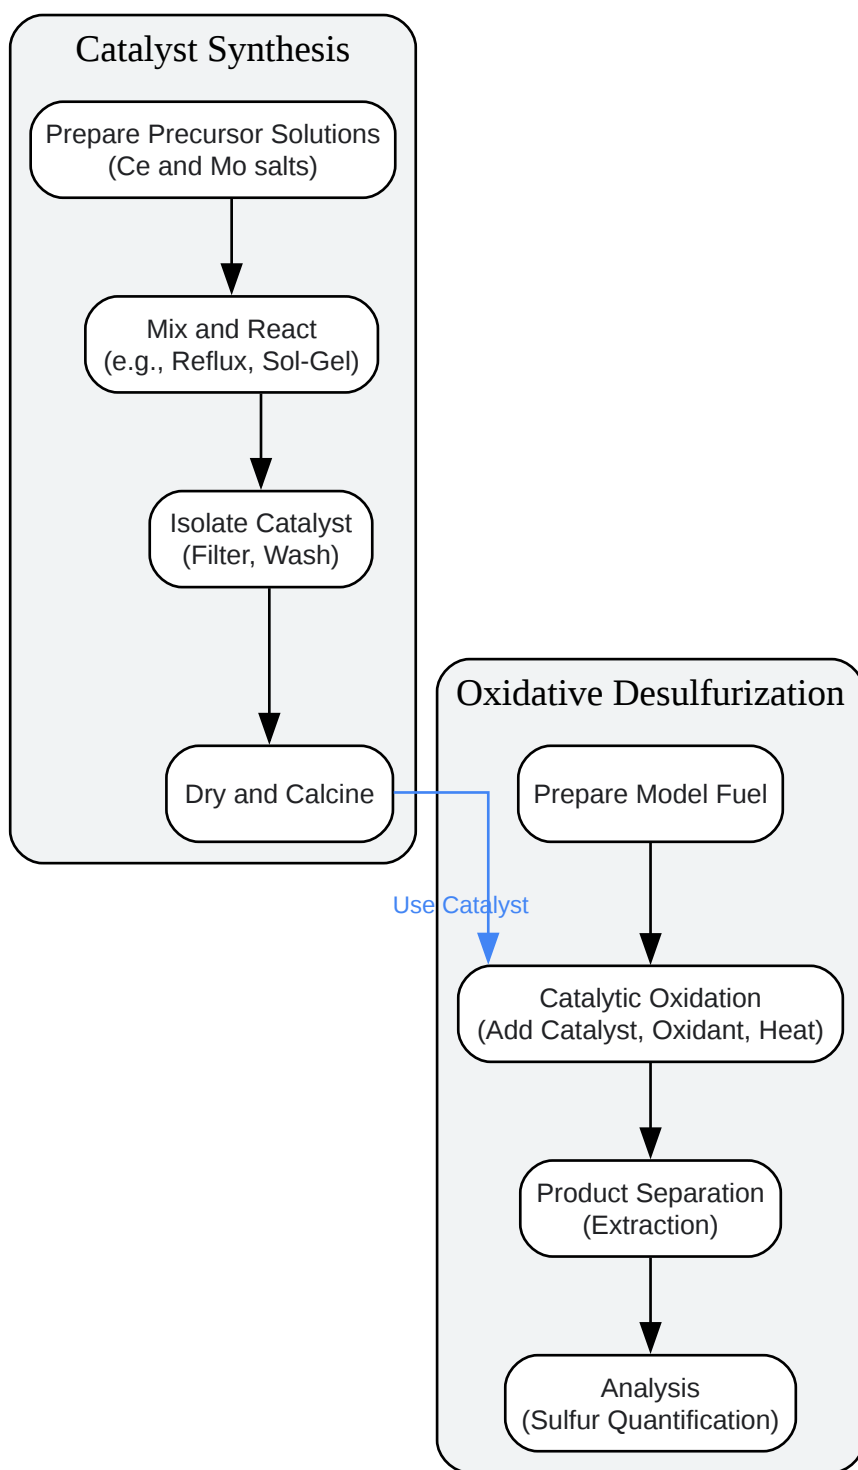 Catalyst Synthesis
Prepare Precursor Solutions
(Ce and Mo salts)
Mix and React
(e.g., Reflux, Sol-Gel)
Isolate Catalyst
(Filter, Wash)
Dry and Calcine
Use Catalyst
Oxidative Desulfurization
Prepare Model Fuel
Catalytic Oxidation
(Add Catalyst, Oxidant, Heat)
Product Separation
(Extraction)
Analysis
(Sulfur Quantification)